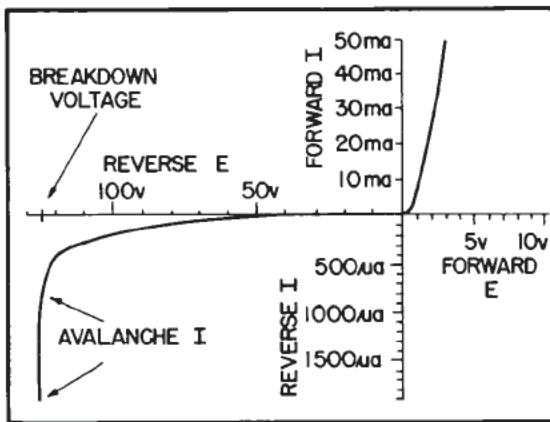 BREAKDOWN
VOLTAGE
REVERSE E
100v
50v
FORWARD I
50ma
40ma
30ma
20ma
10ma
5v
10v
FORWARD
E
REVERSE I
500µa
1000µa
1500µa
AVALANCHE I